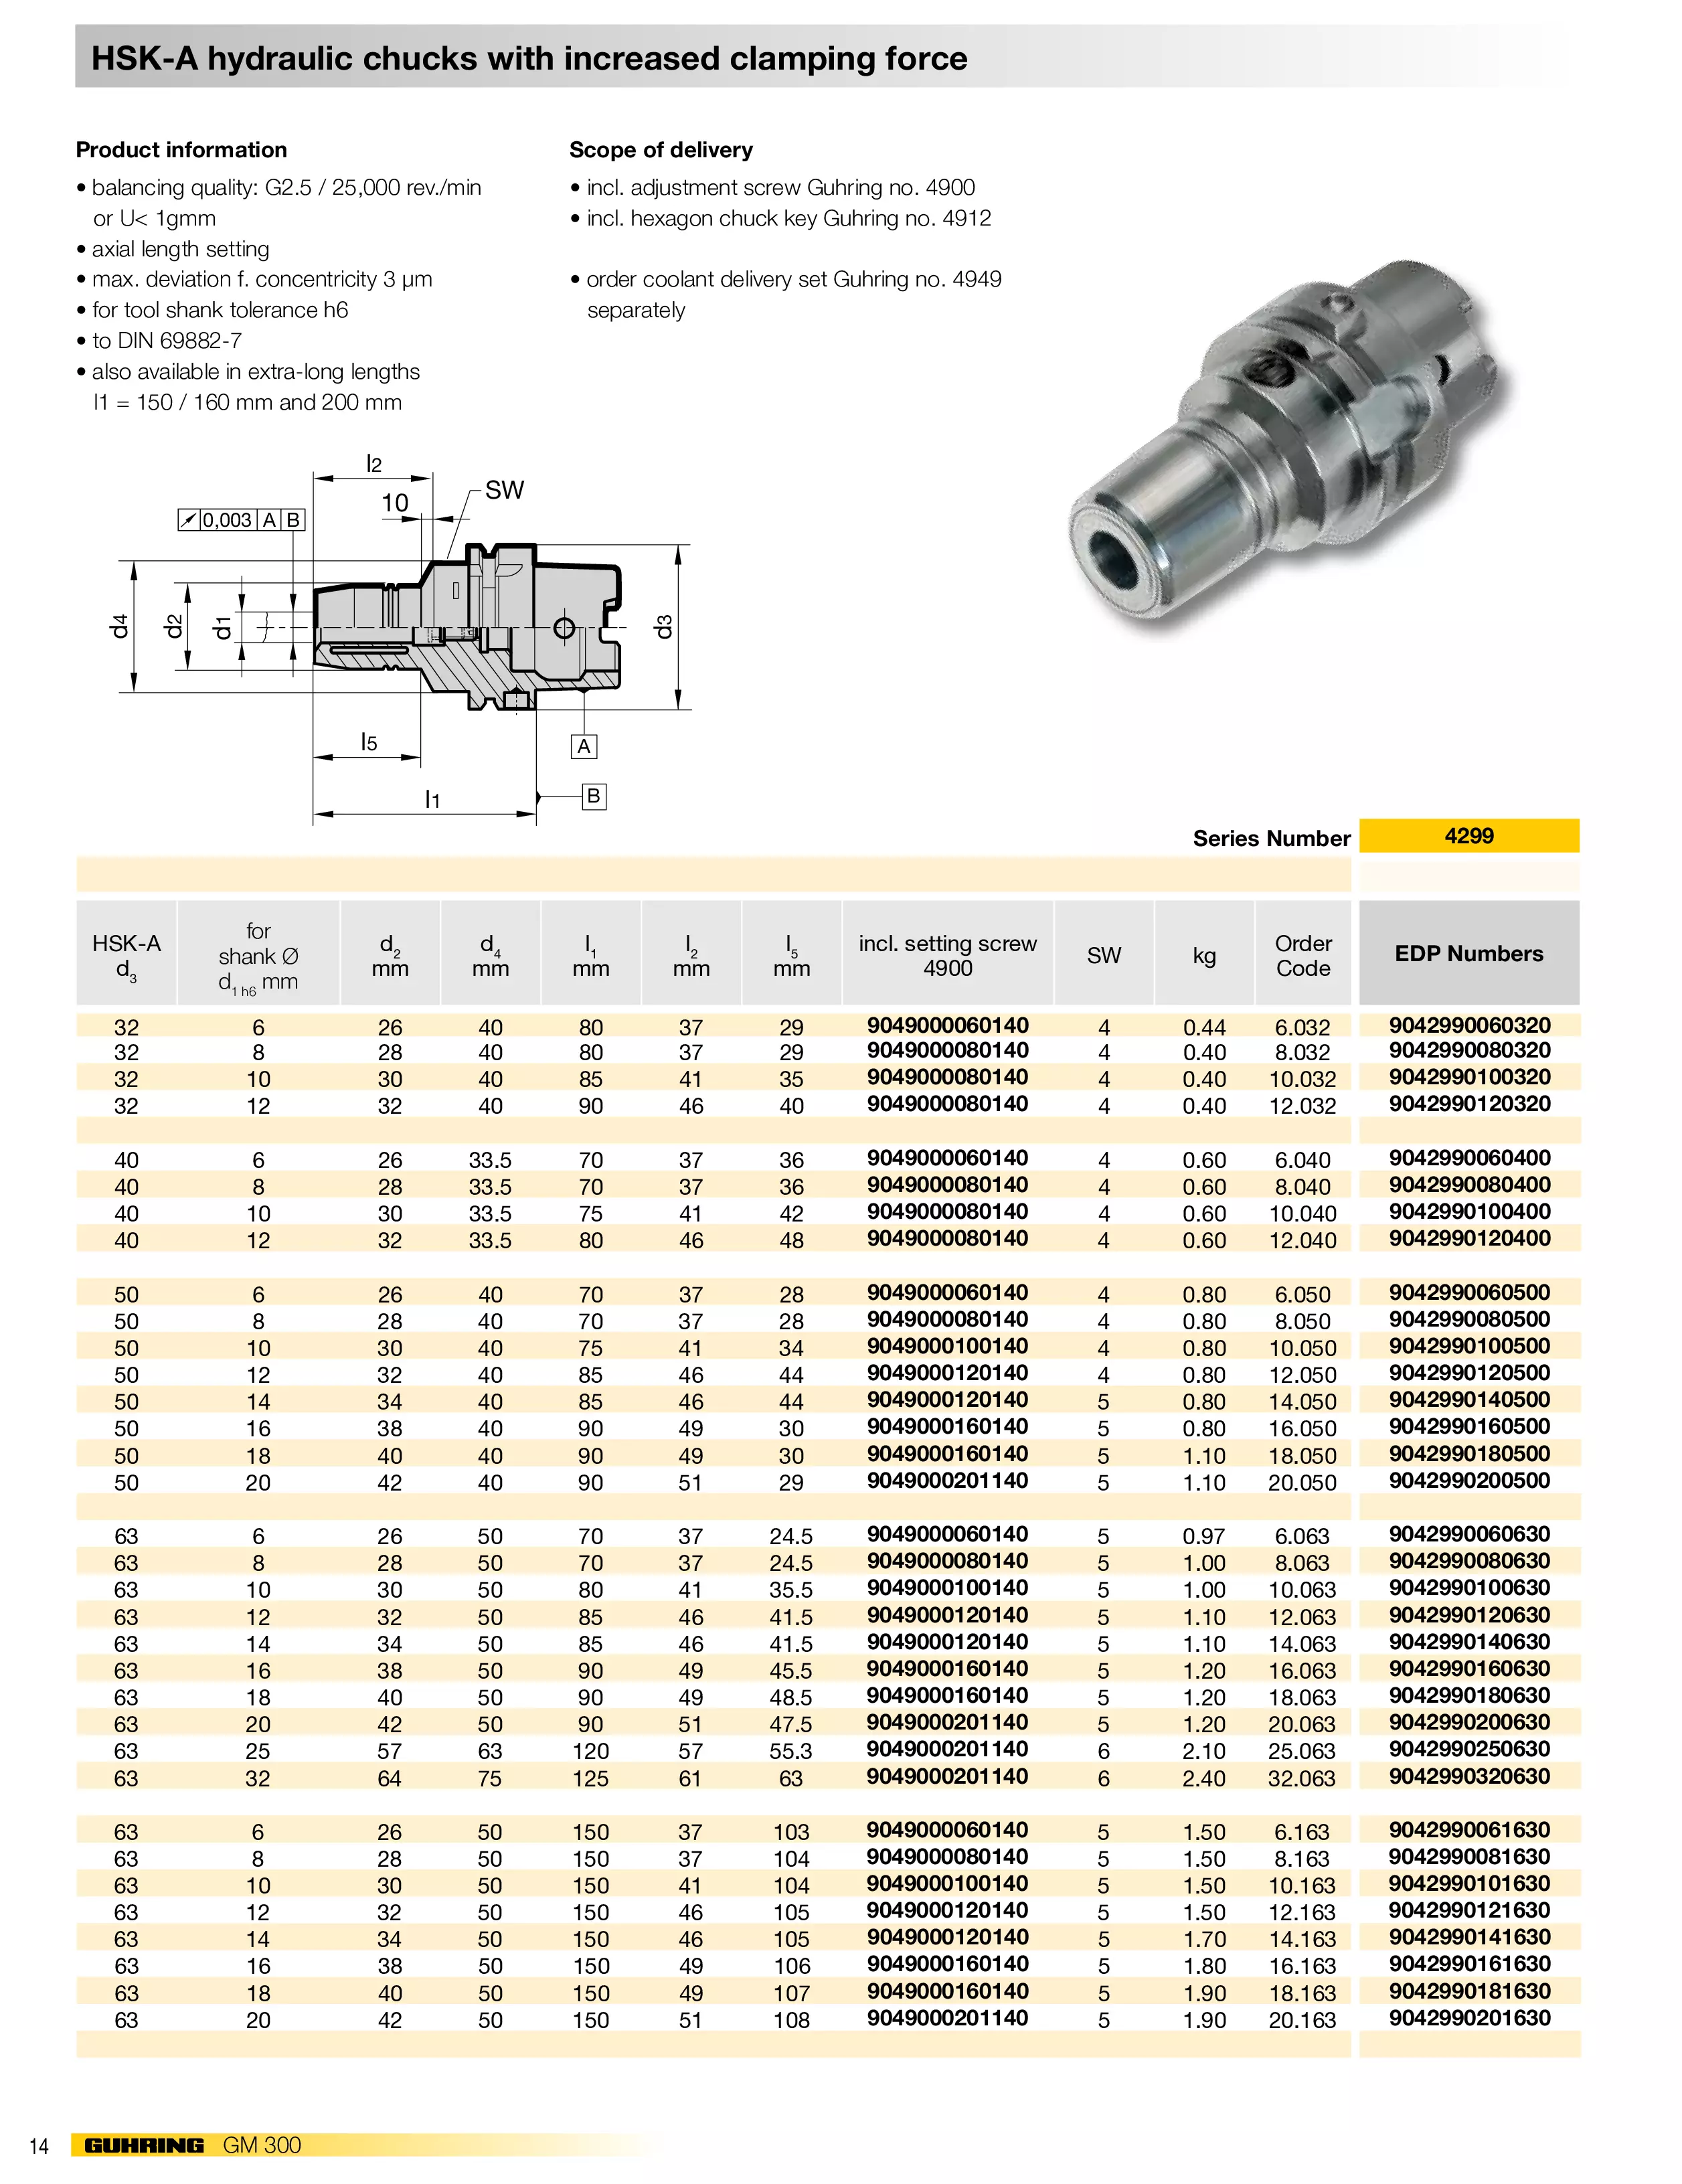 HSK-A hydraulic chucks with increased clamping force
Product information
• balancing quality: G2.5 / 25,000 rev./min
or U< 1gmm
• axial length setting
• max. deviation f. concentricity 3 µm
• for tool shank tolerance h6
• to DIN 69882-7
• also available in extra-long lengths
l1 = 150 / 160 mm and 200 mm
Scope of delivery
• incl. adjustment screw Guhring no. 4900
• incl. hexagon chuck key Guhring no. 4912
• order coolant delivery set Guhring no. 4949
separately
l2
10
SW
0,003 A B
d4
d2
d1
d3
l5
A
l1
B
Series Number 4299
HSK-A d3 | for shank Ø d1 h6 mm | d2 mm | d4 mm | l1 mm | l2 mm | l5 mm | incl. setting screw 4900 | SW | kg | Order Code | EDP Numbers
32 6 26 40 80 37 29 9049000060140 4 0.44 6.032 9042990060320
32 8 28 40 80 37 29 9049000080140 4 0.40 8.032 9042990080320
32 10 30 40 85 41 35 9049000080140 4 0.40 10.032 9042990100320
32 12 32 40 90 46 40 9049000080140 4 0.40 12.032 9042990120320
40 6 26 33.5 70 37 36 9049000060140 4 0.60 6.040 9042990060400
40 8 28 33.5 70 37 36 9049000080140 4 0.60 8.040 9042990080400
40 10 30 33.5 75 41 42 9049000080140 4 0.60 10.040 9042990100400
40 12 32 33.5 80 46 48 9049000080140 4 0.60 12.040 9042990120400
50 6 26 40 70 37 28 9049000060140 4 0.80 6.050 9042990060500
50 8 28 40 70 37 28 9049000080140 4 0.80 8.050 9042990080500
50 10 30 40 75 41 34 9049000100140 4 0.80 10.050 9042990100500
50 12 32 40 85 46 44 9049000120140 4 0.80 12.050 9042990120500
50 14 34 40 85 46 44 9049000120140 5 0.80 14.050 9042990140500
50 16 38 40 90 49 30 9049000160140 5 0.80 16.050 9042990160500
50 18 40 40 90 49 30 9049000160140 5 1.10 18.050 9042990180500
50 20 42 40 90 51 29 9049000201140 5 1.10 20.050 9042990200500
63 6 26 50 70 37 24.5 9049000060140 5 0.97 6.063 9042990060630
63 8 28 50 70 37 24.5 9049000080140 5 1.00 8.063 9042990080630
63 10 30 50 80 41 35.5 9049000100140 5 1.00 10.063 9042990100630
63 12 32 50 85 46 41.5 9049000120140 5 1.10 12.063 9042990120630
63 14 34 50 85 46 41.5 9049000120140 5 1.10 14.063 9042990140630
63 16 38 50 90 49 45.5 9049000160140 5 1.20 16.063 9042990160630
63 18 40 50 90 49 48.5 9049000160140 5 1.20 18.063 9042990180630
63 20 42 50 90 51 47.5 9049000201140 5 1.20 20.063 9042990200630
63 25 57 63 120 57 55.3 9049000201140 6 2.10 25.063 9042990250630
63 32 64 75 125 61 63 9049000201140 6 2.40 32.063 9042990320630
63 6 26 50 150 37 103 9049000060140 5 1.50 6.163 9042990061630
63 8 28 50 150 37 104 9049000080140 5 1.50 8.163 9042990081630
63 10 30 50 150 41 104 9049000100140 5 1.50 10.163 9042990101630
63 12 32 50 150 46 105 9049000120140 5 1.50 12.163 9042990121630
63 14 34 50 150 46 105 9049000120140 5 1.70 14.163 9042990141630
63 16 38 50 150 49 106 9049000160140 5 1.80 16.163 9042990161630
63 18 40 50 150 49 107 9049000160140 5 1.90 18.163 9042990181630
63 20 42 50 150 51 108 9049000201140 5 1.90 20.163 9042990201630
14 GUHRING GM 300